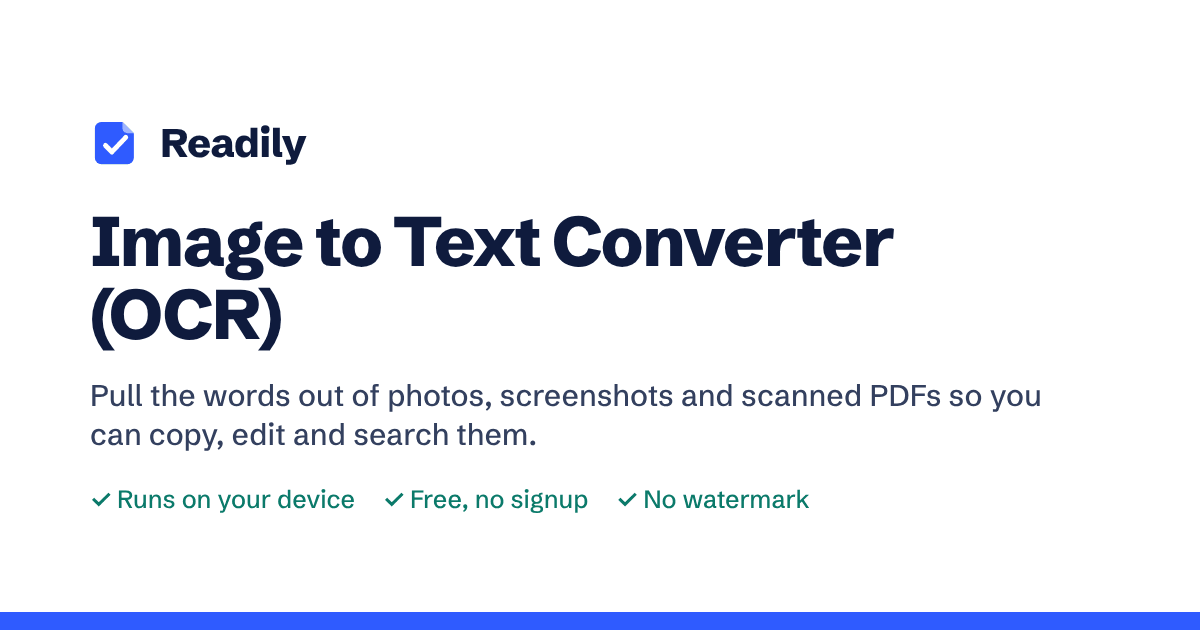 Readily
Image to Text Converter
(OCR)
Pull the words out of photos, screenshots and scanned PDFs so you
can copy, edit and search them.
✓ Runs on your device ✓ Free, no signup ✓ No watermark